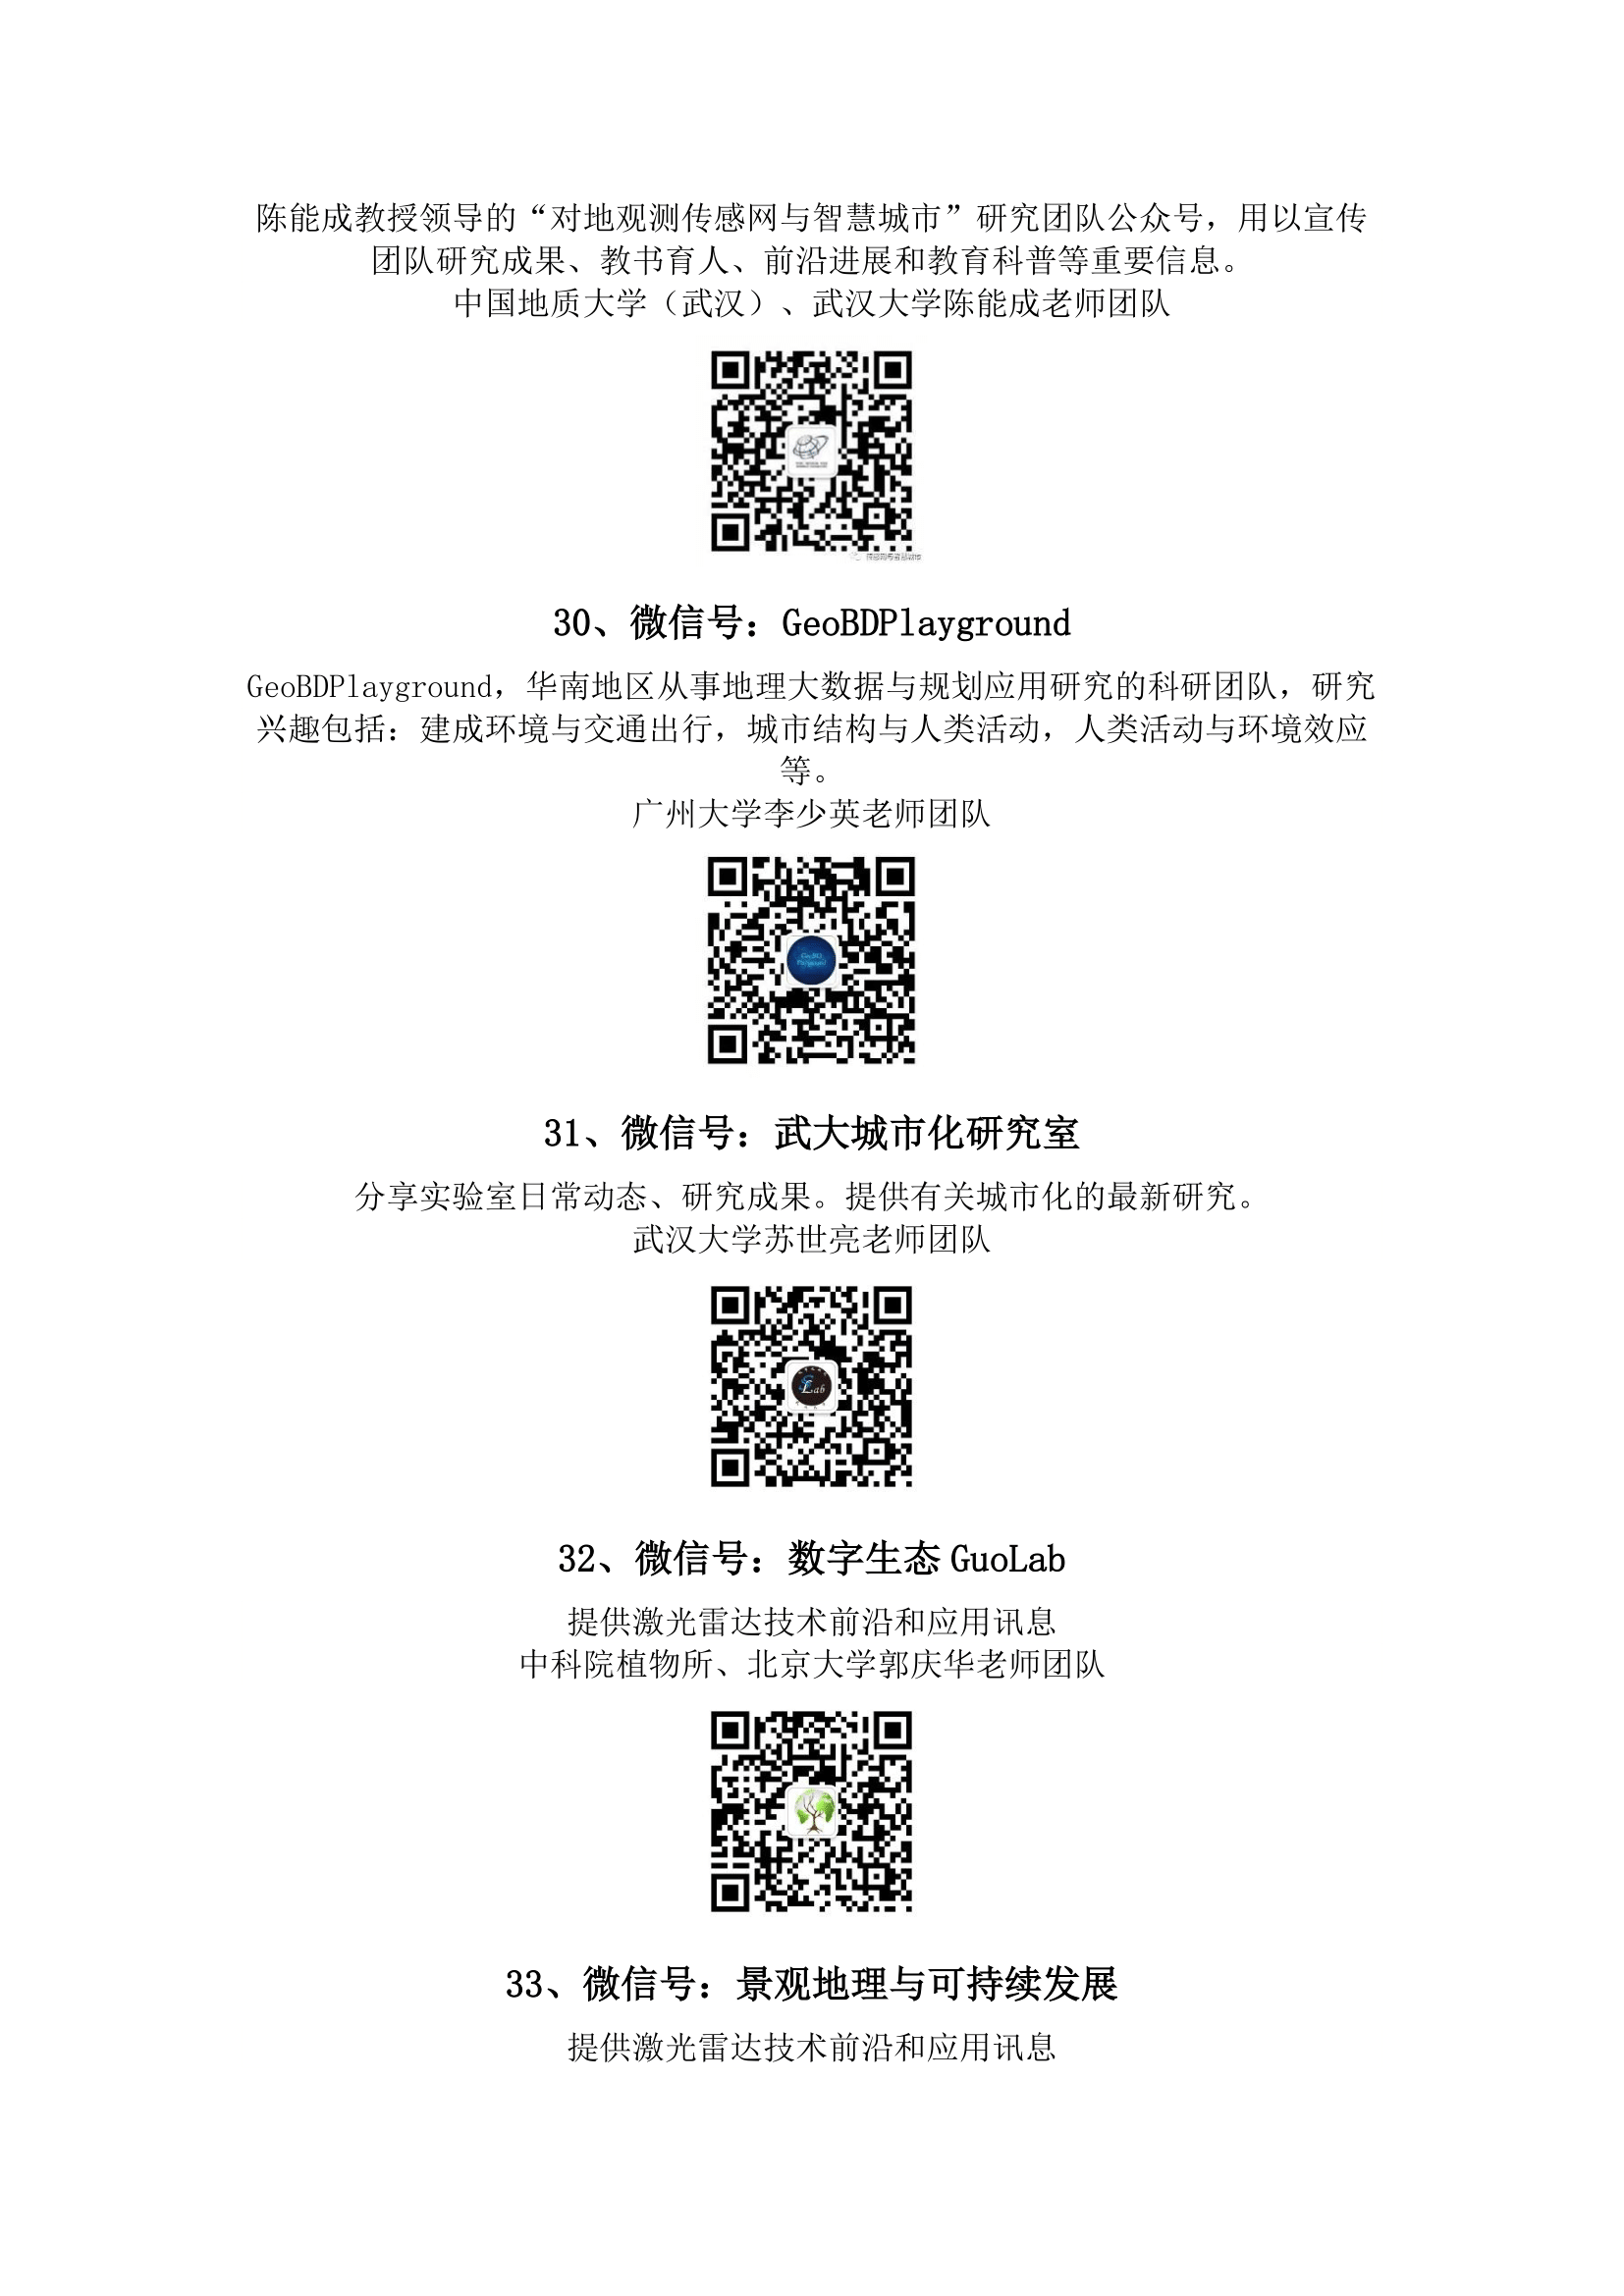 陈能成教授领导的“对地观测传感网与智慧城市”研究团队公众号，用以宣传
团队研究成果、教书育人、前沿进展和教育科普等重要信息。
中国地质大学（武汉）、武汉大学陈能成老师团队
30、微信号：GeoBDPlayground
GeoBDPlayground，华南地区从事地理大数据与规划应用研究的科研团队，研究
兴趣包括：建成环境与交通出行，城市结构与人类活动，人类活动与环境效应
等。
广州大学李少英老师团队
GeoBD
Playground
31、微信号：武大城市化研究室
分享实验室日常动态、研究成果。提供有关城市化的最新研究。
武汉大学苏世亮老师团队
Lab
32、微信号：数字生态 GuoLab
提供激光雷达技术前沿和应用讯息
中科院植物所、北京大学郭庆华老师团队
33、微信号：景观地理与可持续发展
提供激光雷达技术前沿和应用讯息